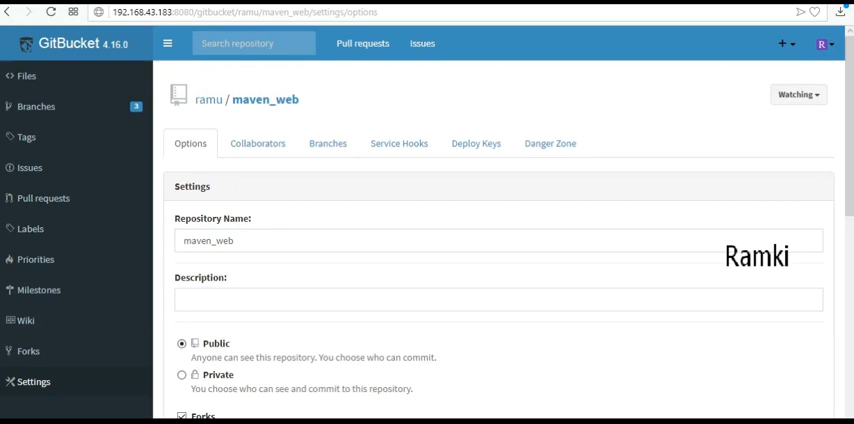 192.168.43.183:8080/gitbucket/ramu/maven_web/settings/options
GitBucket 4.16.0
Search repository
Pull requests
Issues
+
R
Files
Branches
3
Tags
Issues
Pull requests
Labels
Priorities
Milestones
Wiki
Forks
Settings
ramu / maven_web
Watching
Options
Collaborators
Branches
Service Hooks
Deploy Keys
Danger Zone
Settings
Repository Name:
maven_web
Ramki
Description:
Public
Anyone can see this repository. You choose who can commit.
Private
You choose who can see and commit to this repository.
Forks